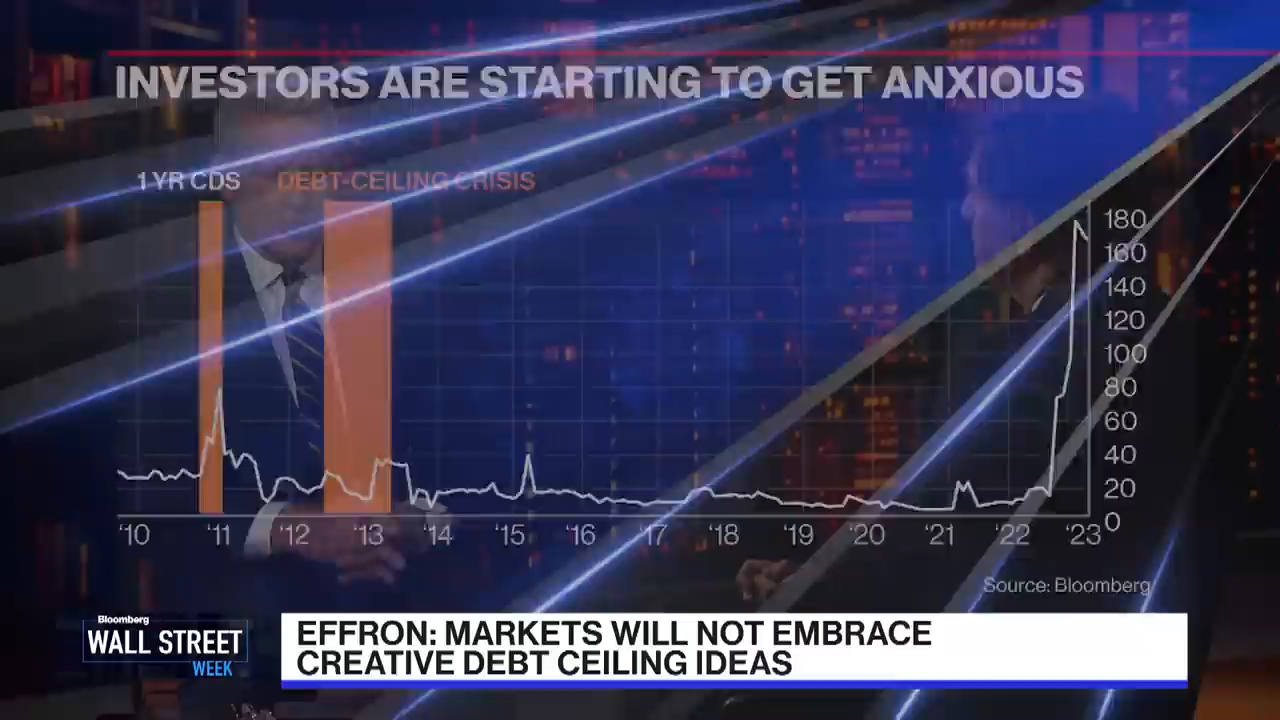 INVESTORS ARE STARTING TO GET ANXIOUS
1 YR CDS DEBT-CEILING CRISIS
180
160
140
120
100
80
60
40
20
0
'10 '11 '12 '13 '14 '15 '16 '17 '18 '19 '20 '21 '22 '23
Source: Bloomberg
Bloomberg
WALL STREET
WEEK
EFFRON: MARKETS WILL NOT EMBRACE
CREATIVE DEBT CEILING IDEAS